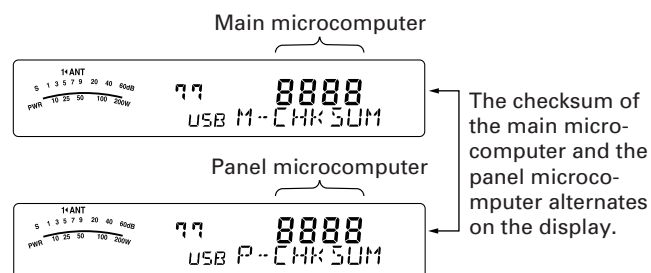 Main microcomputer
1◂ANT
S 1 3 5 7 9 20 40 60dB
PWR 10 25 50 100 200W
77 8888
USB M-CHKSUM
Panel microcomputer
1◂ANT
S 1 3 5 7 9 20 40 60dB
PWR 10 25 50 100 200W
77 8888
USB P-CHKSUM
The checksum of
the main micro-
computer and the
panel microco-
mputer alternates
on the display.